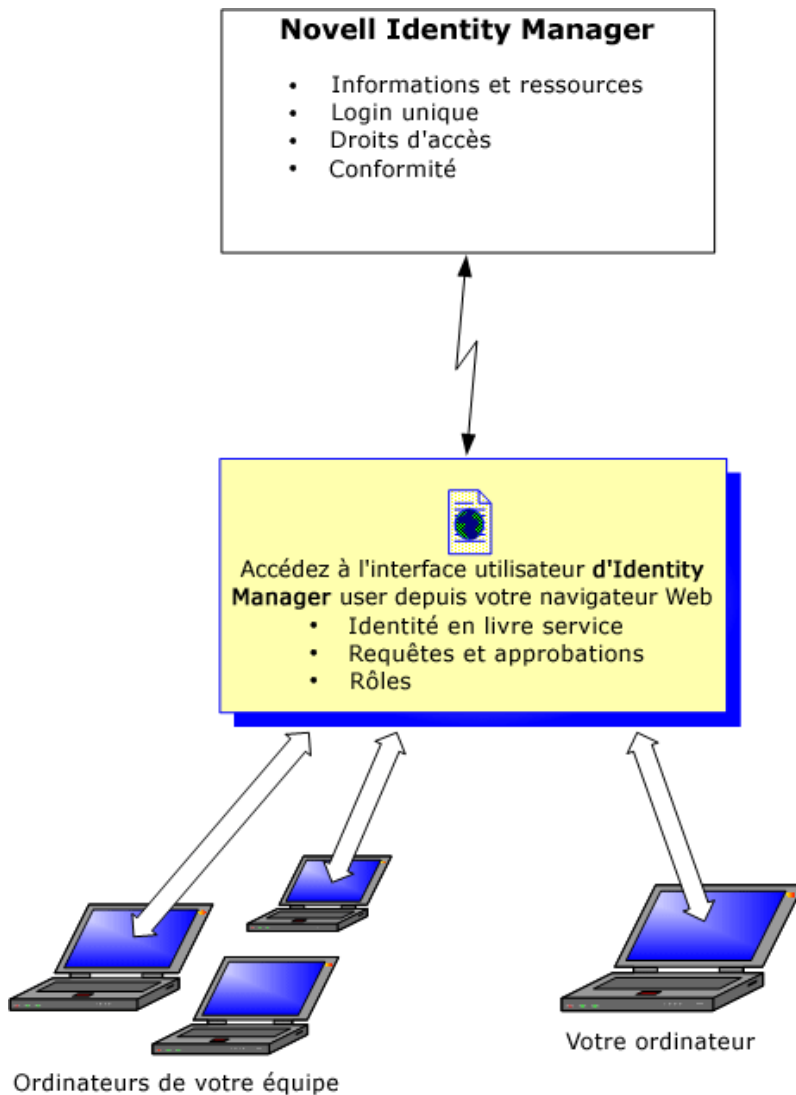 Novell Identity Manager
• Informations et ressources
• Login unique
• Droits d'accès
• Conformité
Accédez à l'interface utilisateur d'Identity
Manager user depuis votre navigateur Web
• Identité en livre service
• Requêtes et approbations
• Rôles
Votre ordinateur
Ordinateurs de votre équipe